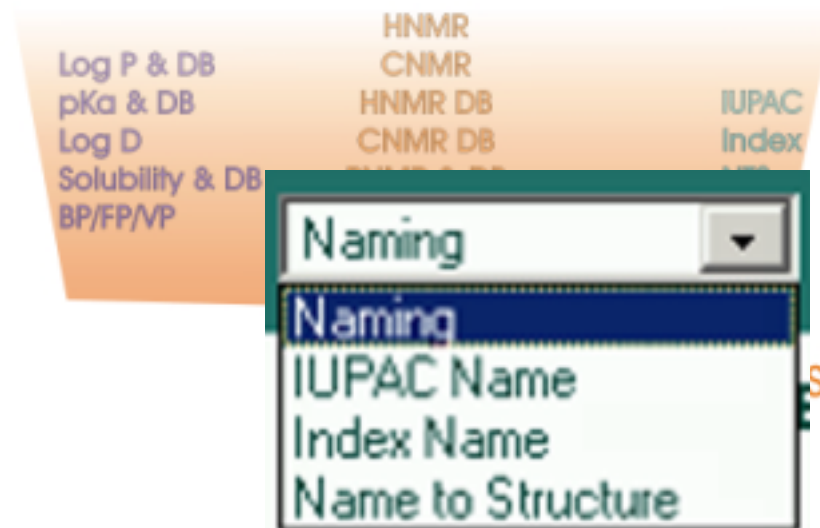 HNMR
Log P & DB
CNMR
pKa & DB
HNMR DB
IUPAC
Log D
CNMR DB
Index
Solubility & DB
BP/FP/VP
Naming
Naming
IUPAC Name
Index Name
Name to Structure